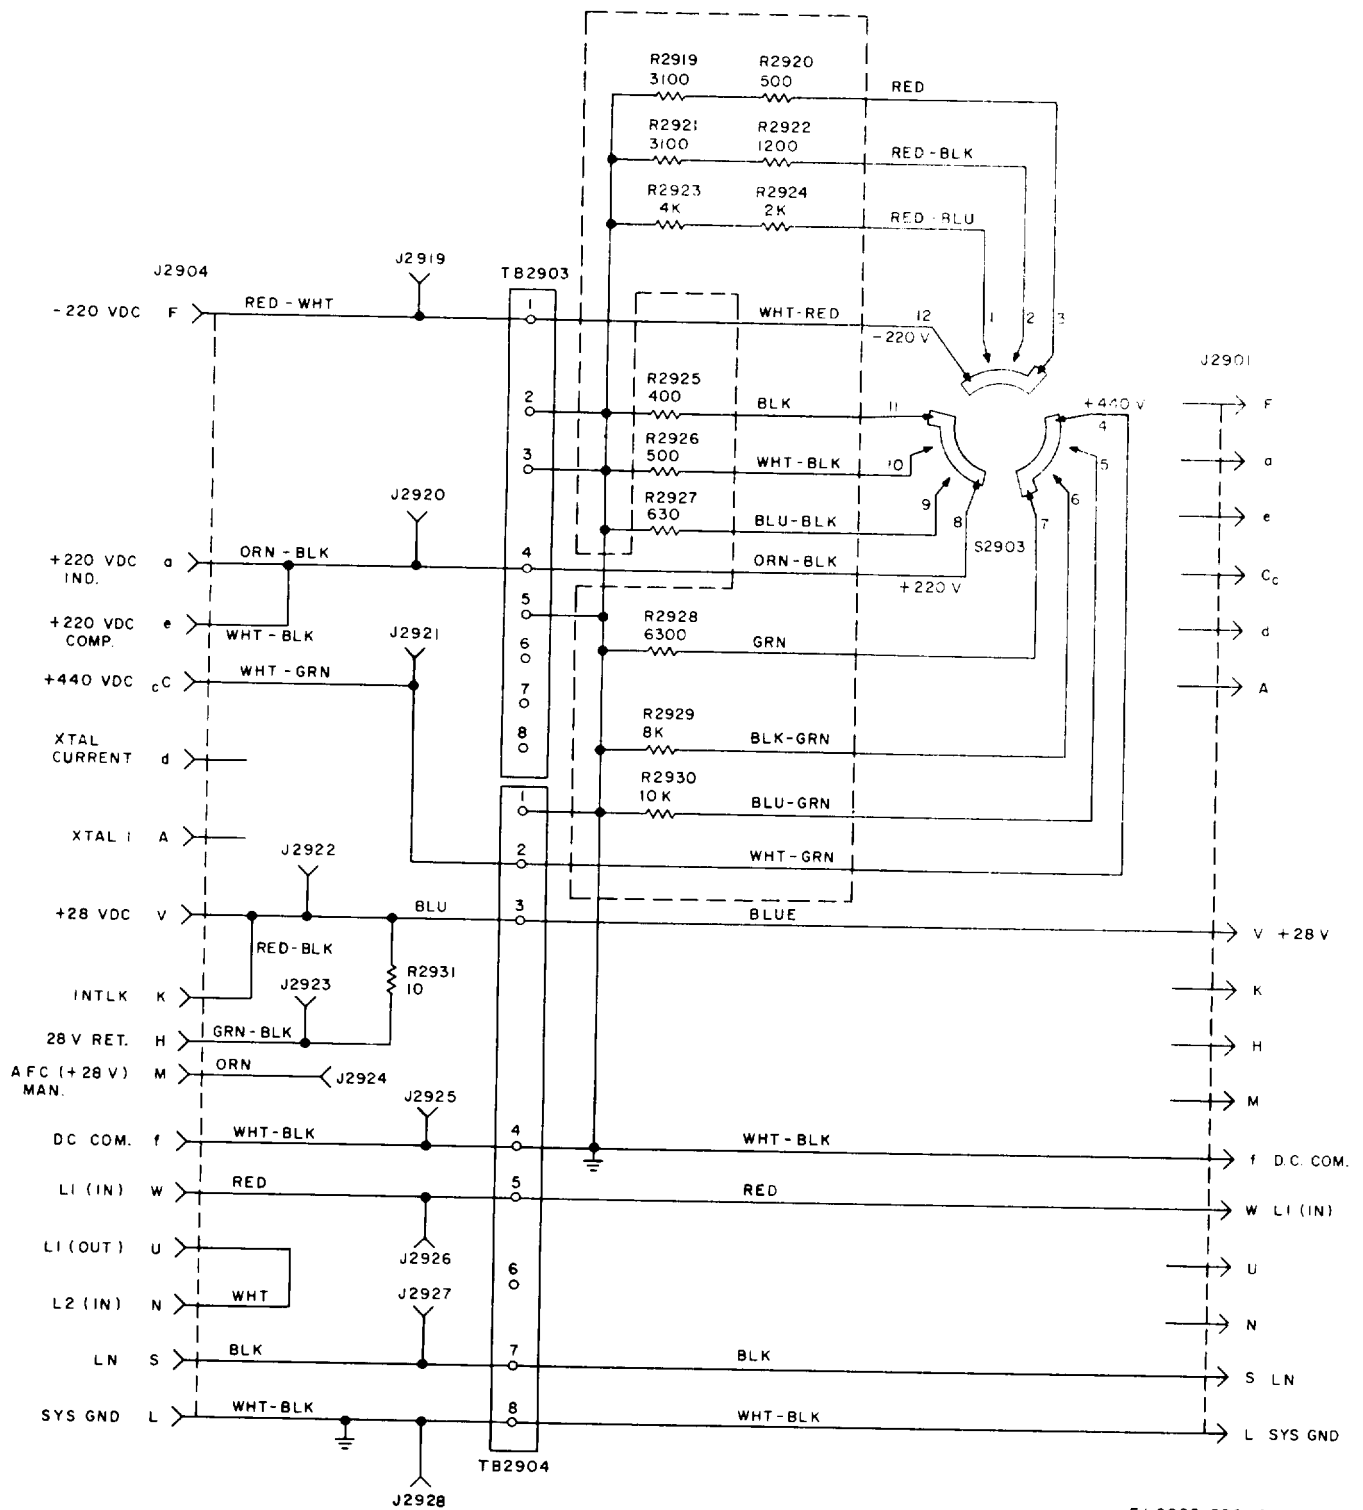 R2919 R2920
3100 500
RED
R2921 R2922
3100 1200
RED-BLK
R2923 R2924
4K 2K
RED-BLU
J2904
J2919
TB2903
-220 VDC F
RED-WHT
1
WHT-RED
12
-220 V
1
2
3
J2901
R2925
400
2
BLK
11
+440 V
4
F
R2926
500
3
WHT-BLK
10
5
a
R2927
630
BLU-BLK
9
8
7
6
S2903
e
J2920
+220 VDC a
IND.
ORN-BLK
4
ORN-BLK
+220 V
Cc
+220 VDC e
COMP.
WHT-BLK
J2921
5
R2928
6300
GRN
d
6
+440 VDC cC
WHT-GRN
7
A
XTAL
CURRENT d
8
R2929
8K
BLK-GRN
R2930
10K
BLU-GRN
1
XTAL I A
J2922
2
WHT-GRN
+28 VDC V
BLU
3
BLUE
V +28 V
RED-BLK
R2931
10
INTLK K
J2923
K
28 V RET. H
GRN-BLK
H
AFC (+28 V) M
MAN.
ORN
J2924
M
J2925
DC COM. f
WHT-BLK
4
WHT-BLK
f D.C. COM.
L1 (IN) W
RED
5
RED
W L1 (IN)
L1 (OUT) U
J2926
6
U
L2 (IN) N
WHT
J2927
N
LN S
BLK
7
BLK
S LN
SYS GND L
WHT-BLK
8
WHT-BLK
L SYS GND
TB2904
J2928